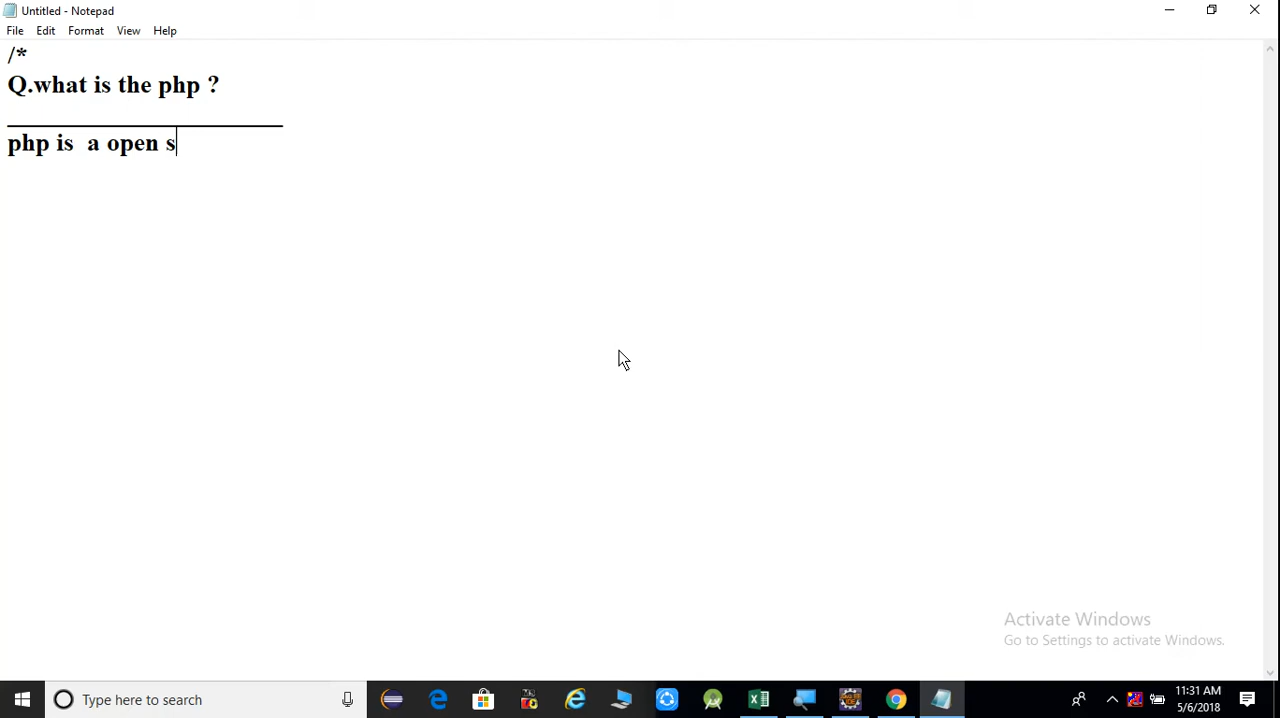 Untitled - Notepad
File Edit Format View Help
/*
Q.what is the php ?
php is  a open s
Activate Windows
Go to Settings to activate Windows.
Type here to search
11:31 AM
5/6/2018